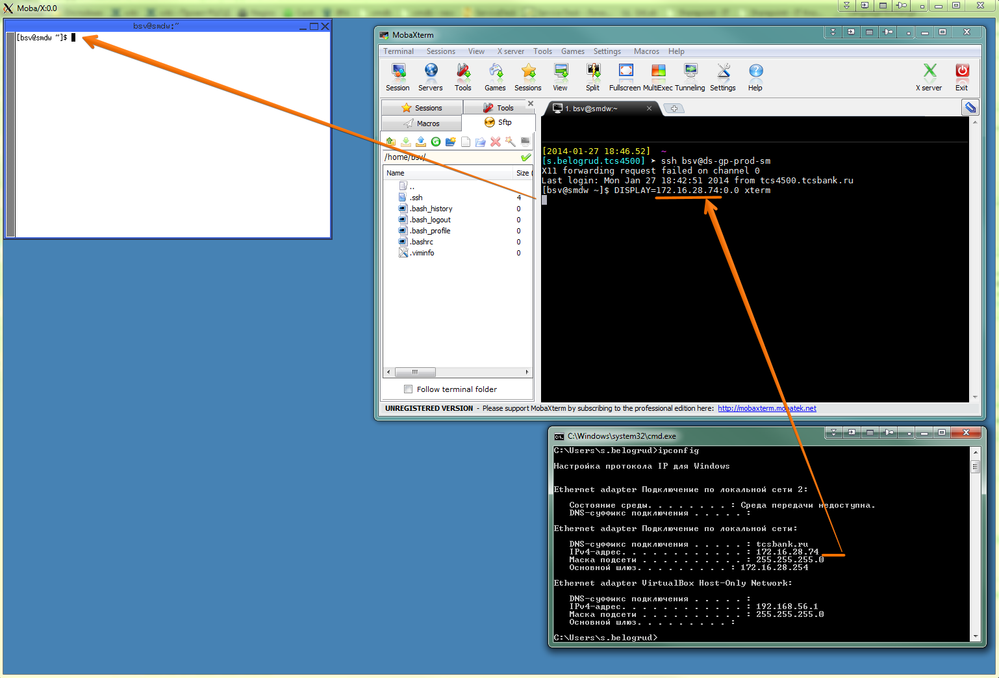 Moba/X:0.0
bsv@smdw:~
[bsv@smdw ~]$
MobaXterm
Terminal Sessions View X server Tools Games Settings Macros Help
Session Servers Tools Games Sessions View Split Fullscreen MultiExec Tunneling Settings Help X server Exit
Sessions Tools
Macros Sftp
/home/bsv/
Name Size (
..
.ssh 4
.bash_history 0
.bash_logout 0
.bash_profile 0
.bashrc 0
.viminfo 0
Follow terminal folder
1. bsv@smdw:~
[2014-01-27 18:46.52] ~
[s.belogrud.tcs4500] ➤ ssh bsv@ds-gp-prod-sm
X11 forwarding request failed on channel 0
Last login: Mon Jan 27 18:42:51 2014 from tcs4500.tcsbank.ru
[bsv@smdw ~]$ DISPLAY=172.16.28.74:0.0 xterm
UNREGISTERED VERSION - Please support MobaXterm by subscribing to the professional edition here: http://mobaxterm.mobatek.net
C:\Windows\system32\cmd.exe
C:\Users\s.belogrud>ipconfig
Настройка протокола IP для Windows
Ethernet adapter Подключение по локальной сети 2:
Состояние среды. . . . . . . . : Среда передачи недоступна.
DNS-суффикс подключения . . . . . :
Ethernet adapter Подключение по локальной сети:
DNS-суффикс подключения . . . . . : tcsbank.ru
IPv4-адрес. . . . . . . . . . . . : 172.16.28.74
Маска подсети . . . . . . . . . . : 255.255.255.0
Основной шлюз. . . . . . . . . : 172.16.28.254
Ethernet adapter VirtualBox Host-Only Network:
DNS-суффикс подключения . . . . . :
IPv4-адрес. . . . . . . . . . . . : 192.168.56.1
Маска подсети . . . . . . . . . . : 255.255.255.0
Основной шлюз. . . . . . . . . :
C:\Users\s.belogrud>